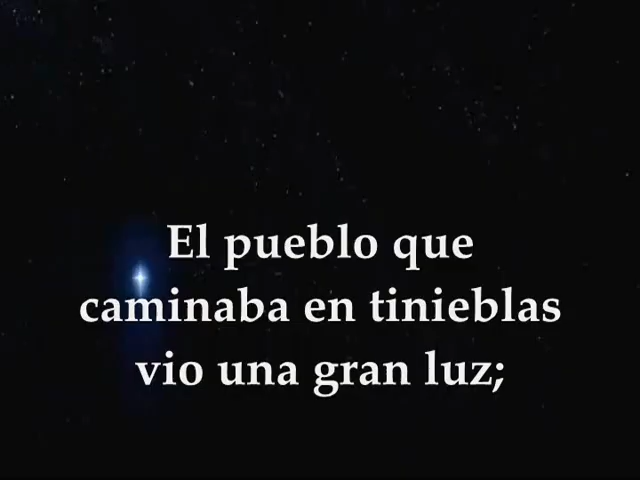 El pueblo que
caminaba en tinieblas
vio una gran luz;